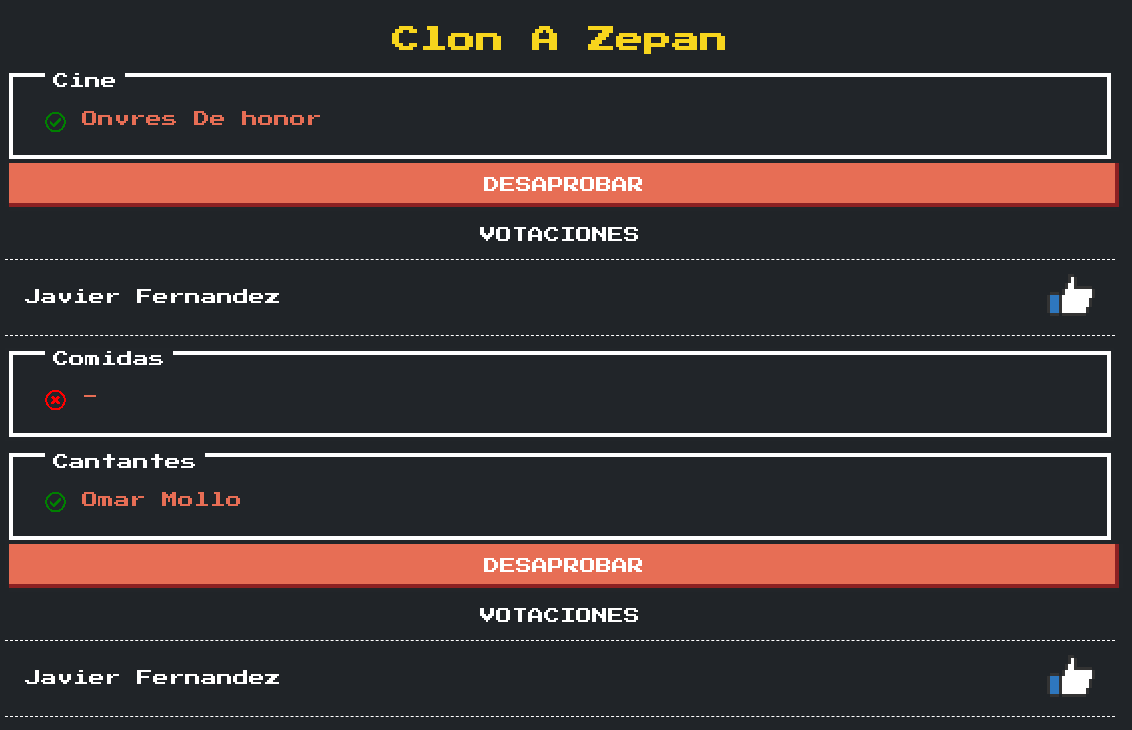 Clon A Zepan
Cine
Onvres De honor
DESAPROBAR
VOTACIONES
Javier Fernandez
Comidas
-
Cantantes
Omar Mollo
DESAPROBAR
VOTACIONES
Javier Fernandez